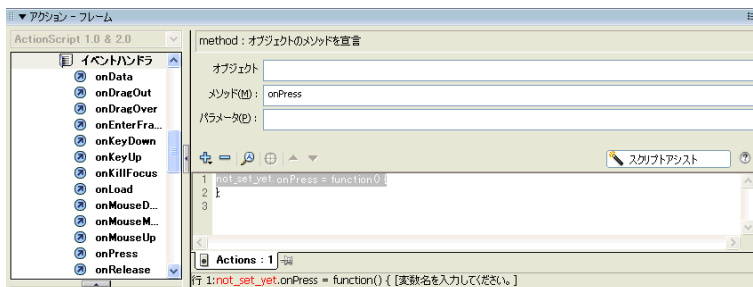 ▼ アクション - フレーム
ActionScript 1.0 & 2.0
イベントハンドラ
onData
onDragOut
onDragOver
onEnterFra...
onKeyDown
onKeyUp
onKillFocus
onLoad
onMouseD...
onMouseM...
onMouseUp
onPress
onRelease
method : オブジェクトのメソッドを宣言
オブジェクト
メソッド(M) : onPress
パラメータ(P) :
スクリプトアシスト
1 not_set_yet.onPress = function() {
2 }
3
Actions : 1
行 1:not_set_yet.onPress = function() { [変数名を入力してください。]